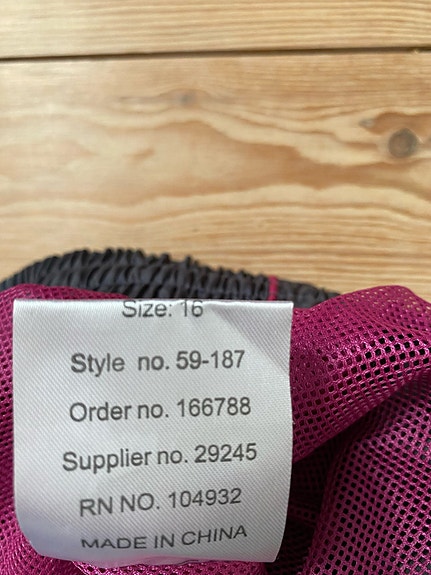 Size: 16
Style no. 59-187
Order no. 166788
Supplier no. 29245
RN NO. 104932
MADE IN CHINA